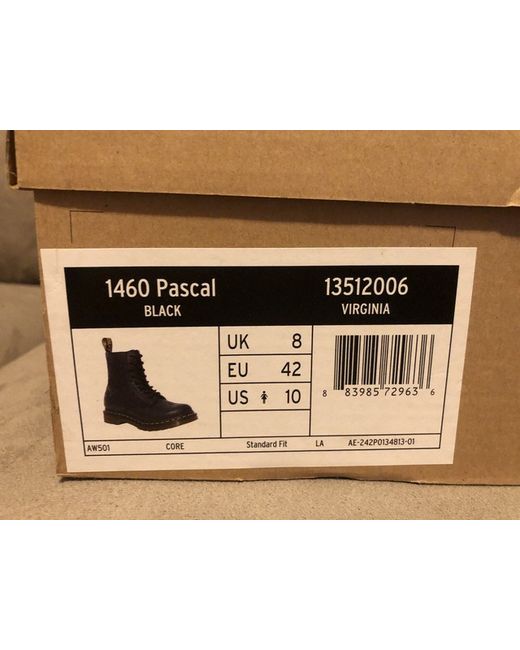 1460 Pascal
BLACK
13512006
VIRGINIA
UK 8
EU 42
US 10
8 83985 72963 6
AW501 CORE Standard Fit LA AE-242P0134813-01